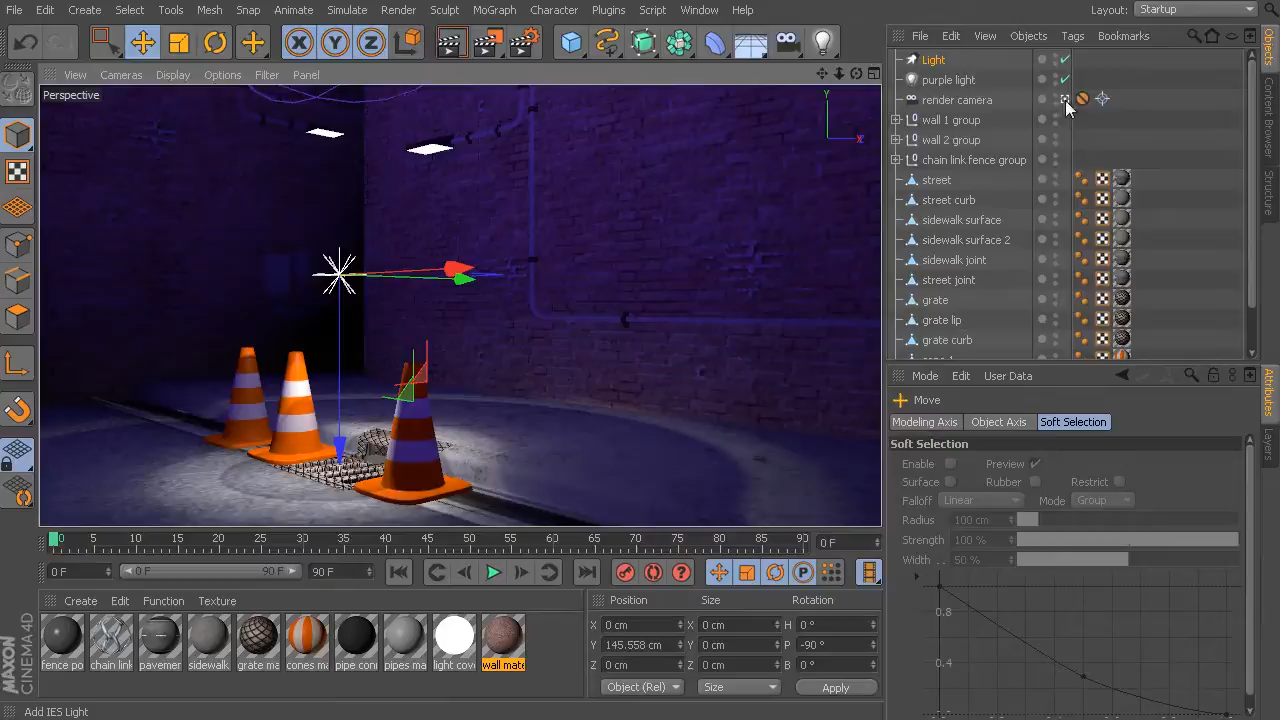 File Edit Create Select Tools Mesh Snap Animate Simulate Render Sculpt MoGraph Character Plugins Script Window Help
Layout: Startup
File Edit View Objects Tags Bookmarks
View Cameras Display Options Filter Panel
Perspective
Y
X
Light
purple light
render camera
wall 1 group
wall 2 group
chain link fence group
street
street curb
sidewalk surface
sidewalk surface 2
sidewalk joint
street joint
grate
grate lip
grate curb
Objects
Content Browser
Structure
Mode Edit User Data
Move
Modeling Axis Object Axis Soft Selection
Soft Selection
Enable Preview
Surface Rubber Restrict
Falloff Linear Mode Group
Radius 100 cm
Strength 100 %
Width . . 50 %
0.8
0.4
Attributes
Layers
0 5 10 15 20 25 30 35 40 45 50 55 60 65 70 75 80 85 90 0 F
0 F 0 F 90 F 90 F
Create Edit Function Texture
fence po chain link pavemer sidewalk grate ma cones m pipe coni pipes ma light cov wall mate
Position Size Rotation
X 0 cm X 0 cm H 0 °
Y 145.558 cm Y 0 cm P -90 °
Z 0 cm Z 0 cm B 0 °
Object (Rel) Size Apply
MAXON CINEMA 4D
Add IES Light